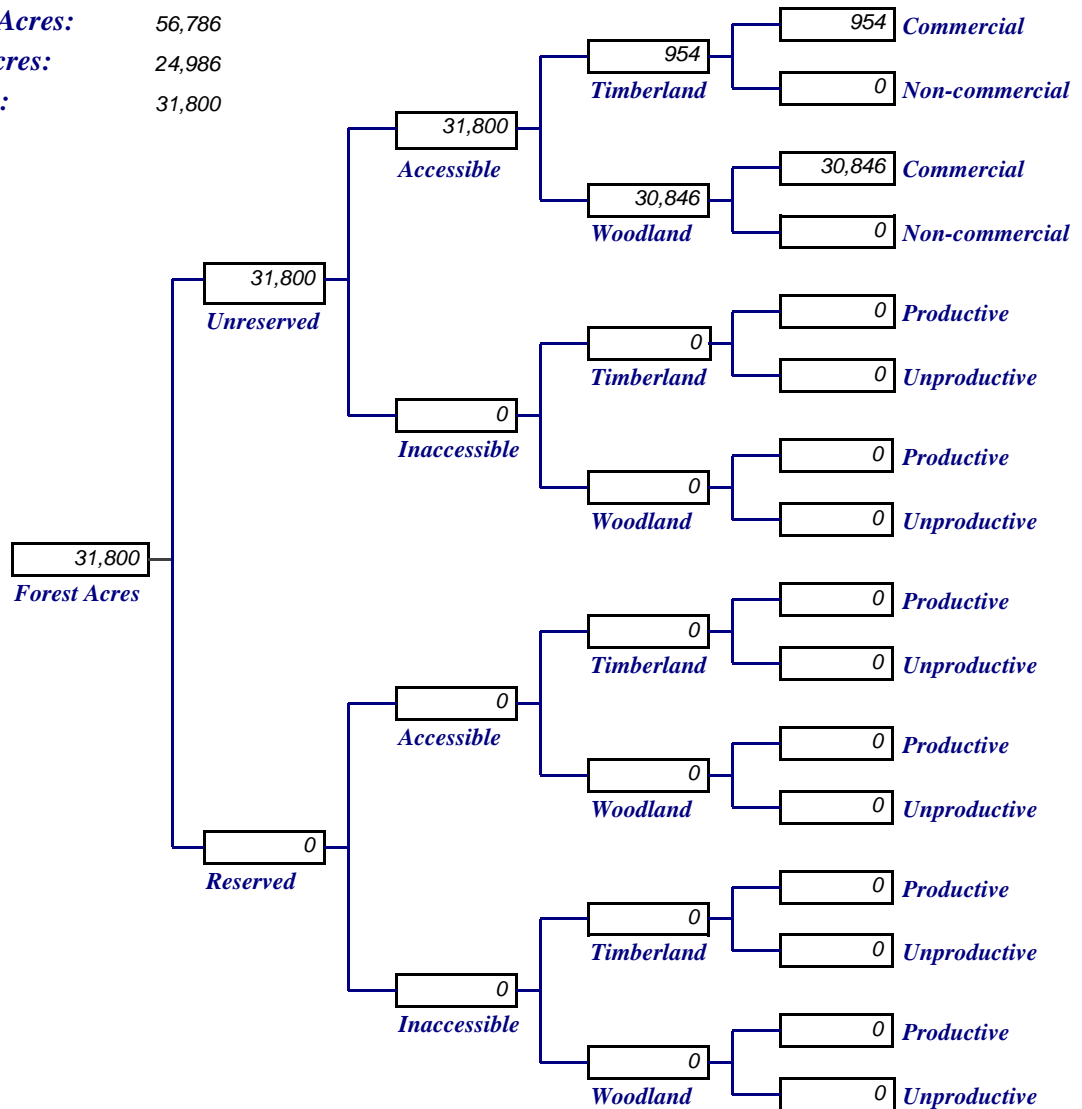 Acres: 56,786
cres: 24,986
: 31,800
954 Commercial
954
Timberland
0 Non-commercial
31,800
Accessible
30,846 Commercial
30,846
Woodland
0 Non-commercial
31,800
Unreserved
0 Productive
0
Timberland
0 Unproductive
0
Inaccessible
0 Productive
0
Woodland
0 Unproductive
31,800
Forest Acres
0 Productive
0
Timberland
0 Unproductive
0
Accessible
0 Productive
0
Woodland
0 Unproductive
0
Reserved
0 Productive
0
Timberland
0 Unproductive
0
Inaccessible
0 Productive
0
Woodland
0 Unproductive